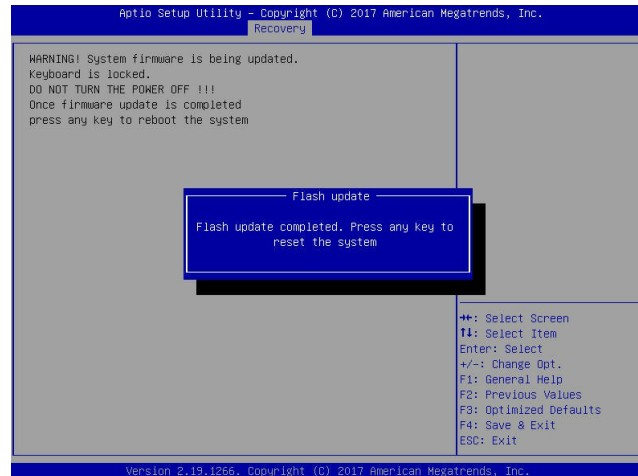 Aptio Setup Utility – Copyright (C) 2017 American Megatrends, Inc.
Recovery
WARNING! System firmware is being updated.
Keyboard is locked.
DO NOT TURN THE POWER OFF !!!
Once firmware update is completed
press any key to reboot the system
Flash update
Flash update completed. Press any key to
reset the system
→←: Select Screen
↑↓: Select Item
Enter: Select
+/-: Change Opt.
F1: General Help
F2: Previous Values
F3: Optimized Defaults
F4: Save & Exit
ESC: Exit
Version 2.19.1266. Copyright (C) 2017 American Megatrends, Inc.